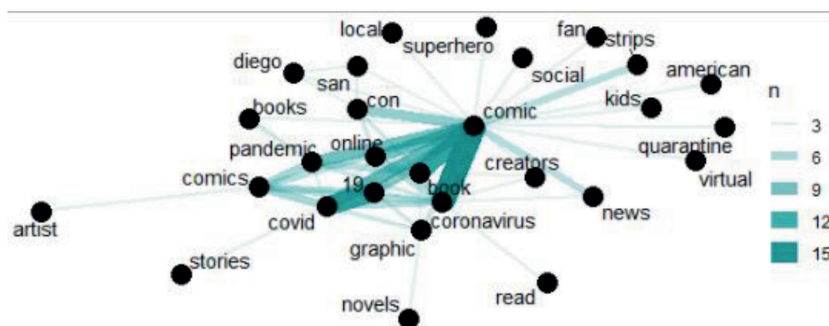 local
superhero
fan
strips
diego
san
social
american
n
books
con
comic
kids
3
pandemic
online
quarantine
6
comics
19
book
creators
virtual
9
artist
covid
coronavirus
news
12
graphic
15
stories
novels
read